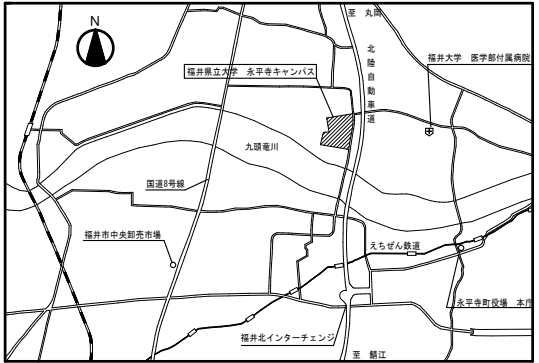 至 丸岡
N
北陸自動車道
福井大学 医学部付属病院
福井県立大学 永平寺キャンパス
九頭竜川
国道8号線
福井市中央卸売市場
えちぜん鉄道
永平寺町役場 本庁
福井北インターチェンジ
至 鯖江